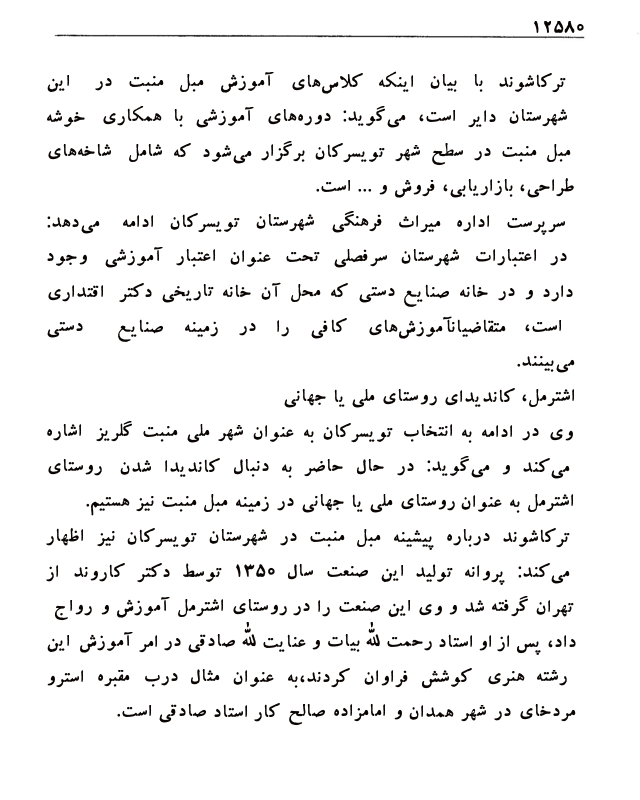 ۱۲۵۸۰
ترکاشوند با بیان اینکه کلاس‌های آموزش مبل منبت در این
شهرستان دایر است، می‌گوید: دوره‌های آموزشی با همکاری خوشه
مبل منبت در سطح شهر تویسرکان برگزار می‌شود که شامل شاخه‌های
طراحی، بازاریابی، فروش و ... است.
سرپرست اداره میراث فرهنگی شهرستان تویسرکان ادامه می‌دهد:
در اعتبارات شهرستان سرفصلی تحت عنوان اعتبار آموزشی وجود
دارد و در خانه صنایع دستی که محل آن خانه تاریخی دکتر اقتداری
است، متقاضیانآموزش‌های کافی را در زمینه صنایع دستی
می‌بینند.
اشترمل، کاندیدای روستای ملی یا جهانی
وی در ادامه به انتخاب تویسرکان به عنوان شهر ملی منبت گلریز اشاره
می‌کند و می‌گوید: در حال حاضر به دنبال کاندیدا شدن روستای
اشترمل به عنوان روستای ملی یا جهانی در زمینه مبل منبت نیز هستیم.
ترکاشوند درباره پیشینه مبل منبت در شهرستان تویسرکان نیز اظهار
می‌کند: پروانه تولید این صنعت سال ۱۳۵۰ توسط دکتر کاروند از
تهران گرفته شد و وی این صنعت را در روستای اشترمل آموزش و رواج
داد، پس از او استاد رحمت لله بیات و عنایت لله صادقی در امر آموزش این
رشته هنری کوشش فراوان کردند،به عنوان مثال درب مقبره استرو
مردخای در شهر همدان و امامزاده صالح کار استاد صادقی است.